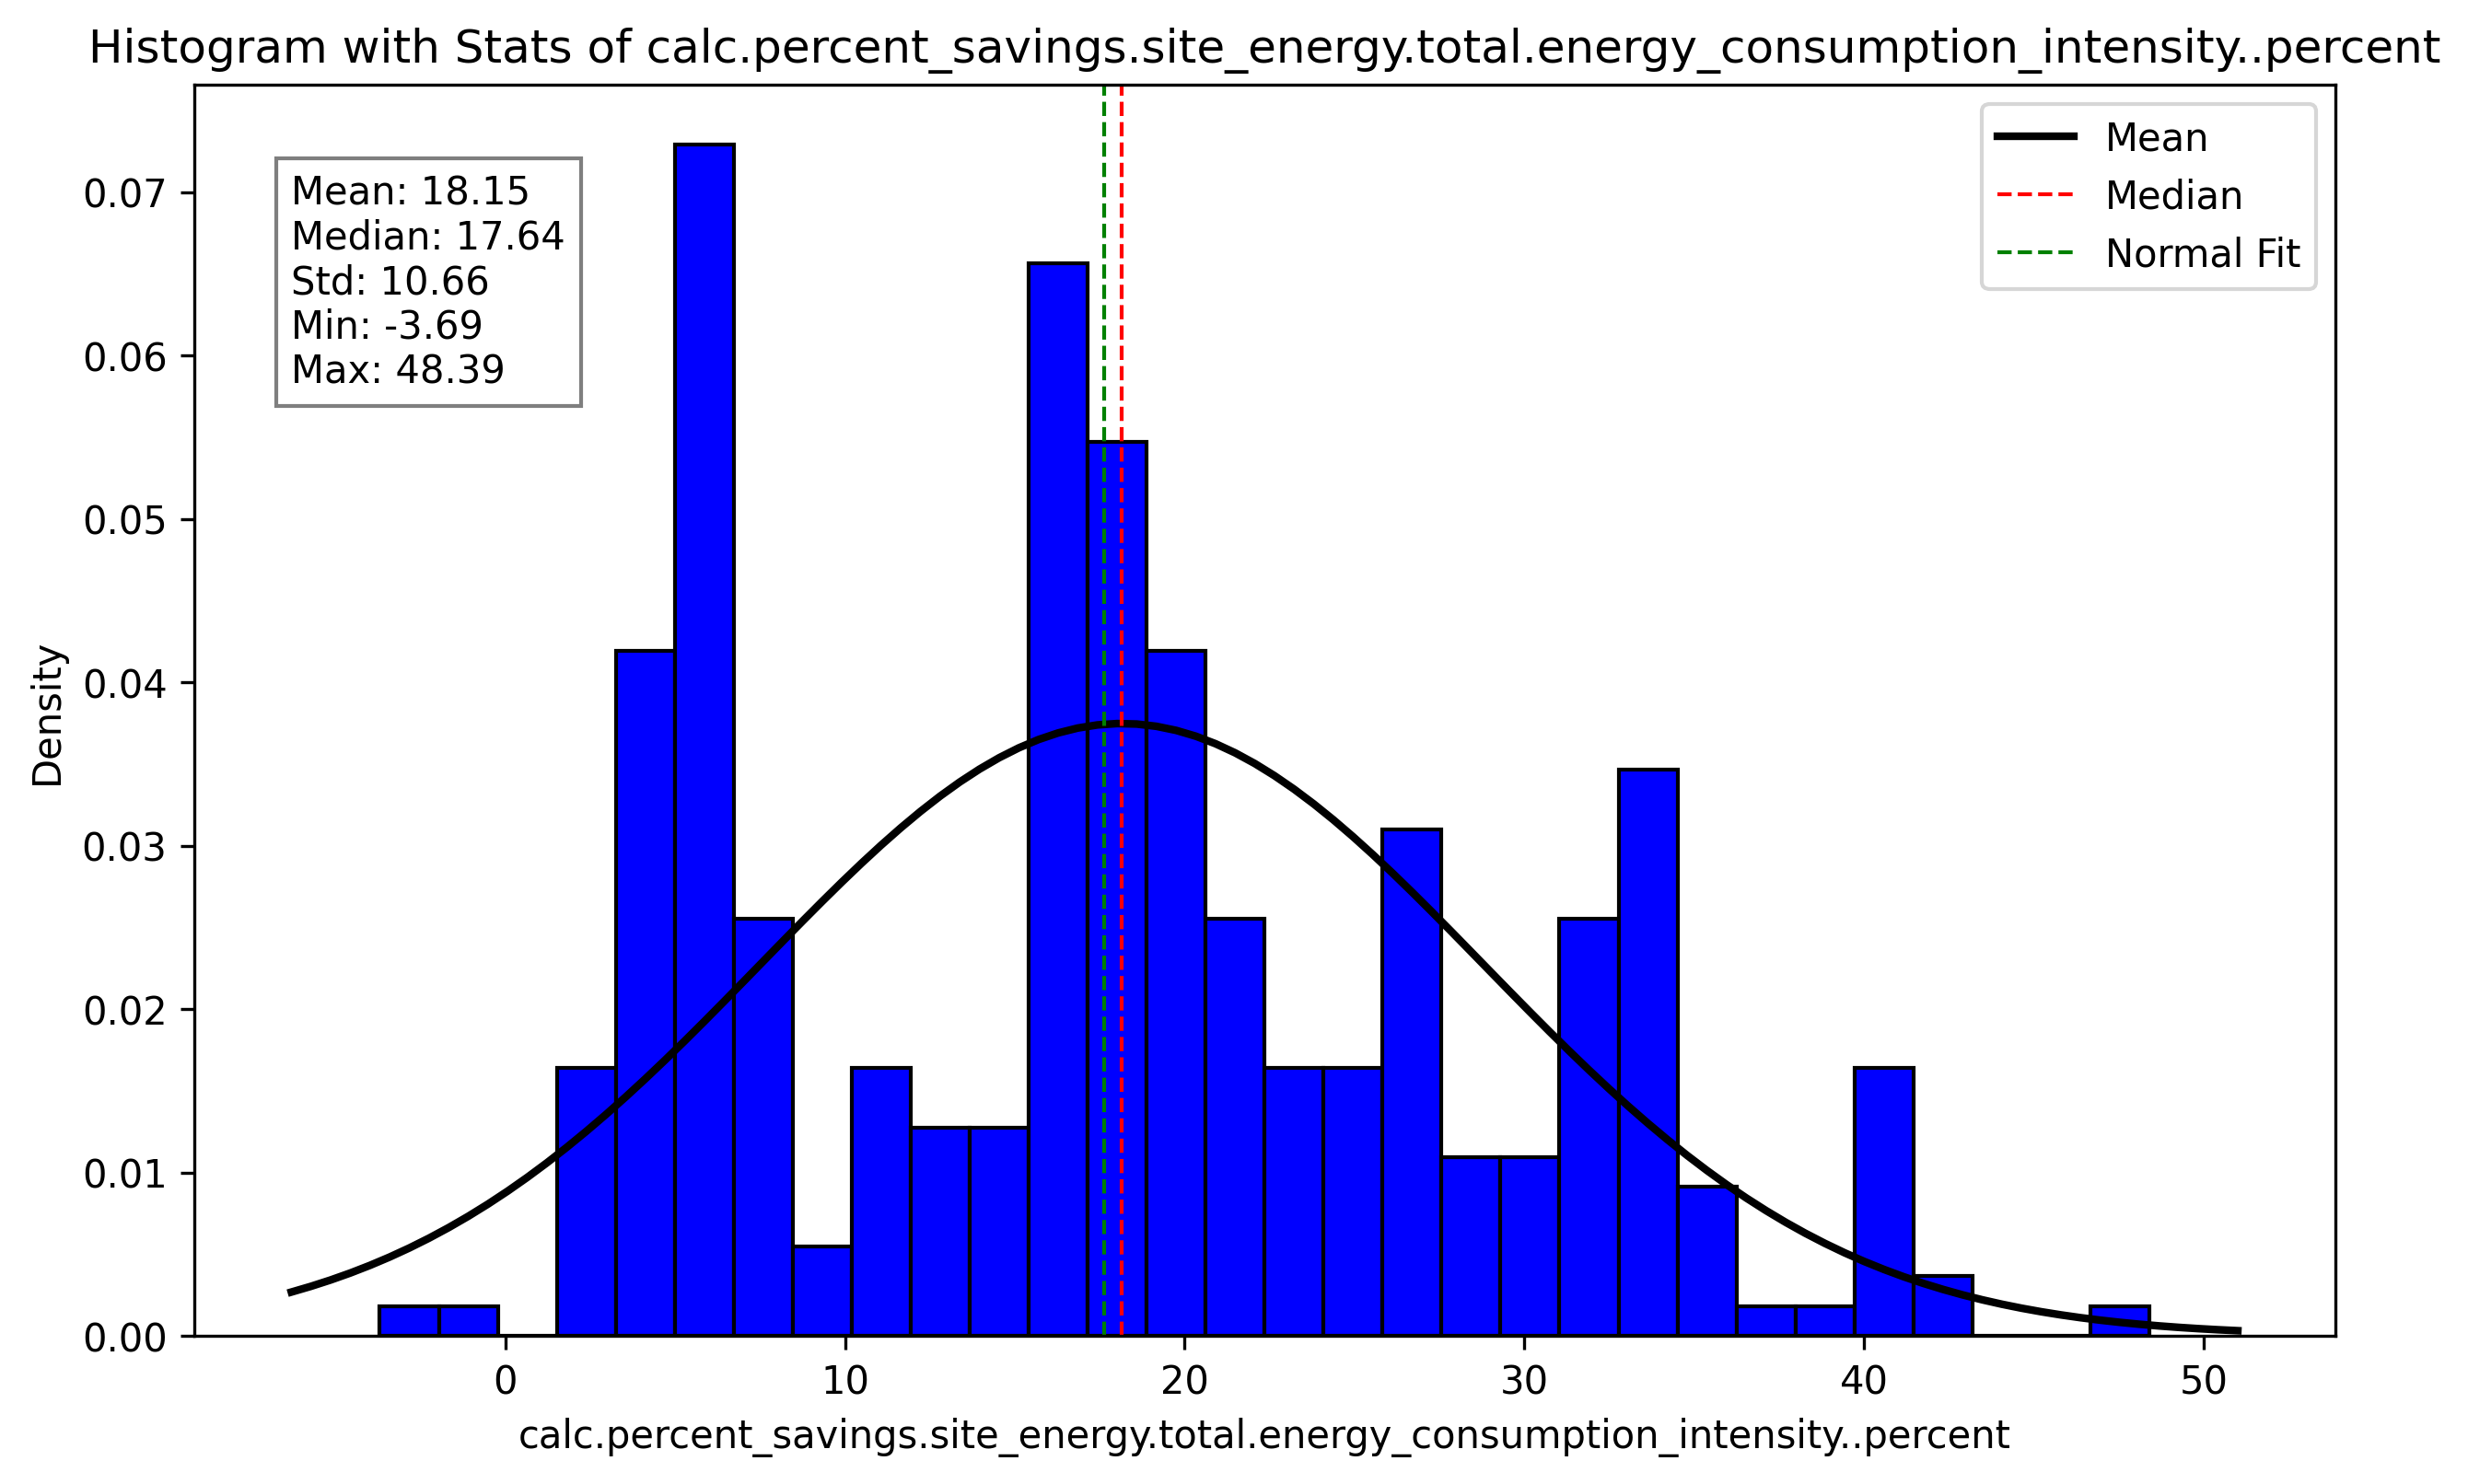 Histogram with Stats of calc.percent_savings.site_energy.total.energy_consumption_intensity..percent
Mean: 18.15
Median: 17.64
Std: 10.66
Min: -3.69
Max: 48.39
Mean
Median
Normal Fit
Density
0.07
0.06
0.05
0.04
0.03
0.02
0.01
0.00
0
10
20
30
40
50
calc.percent_savings.site_energy.total.energy_consumption_intensity..percent